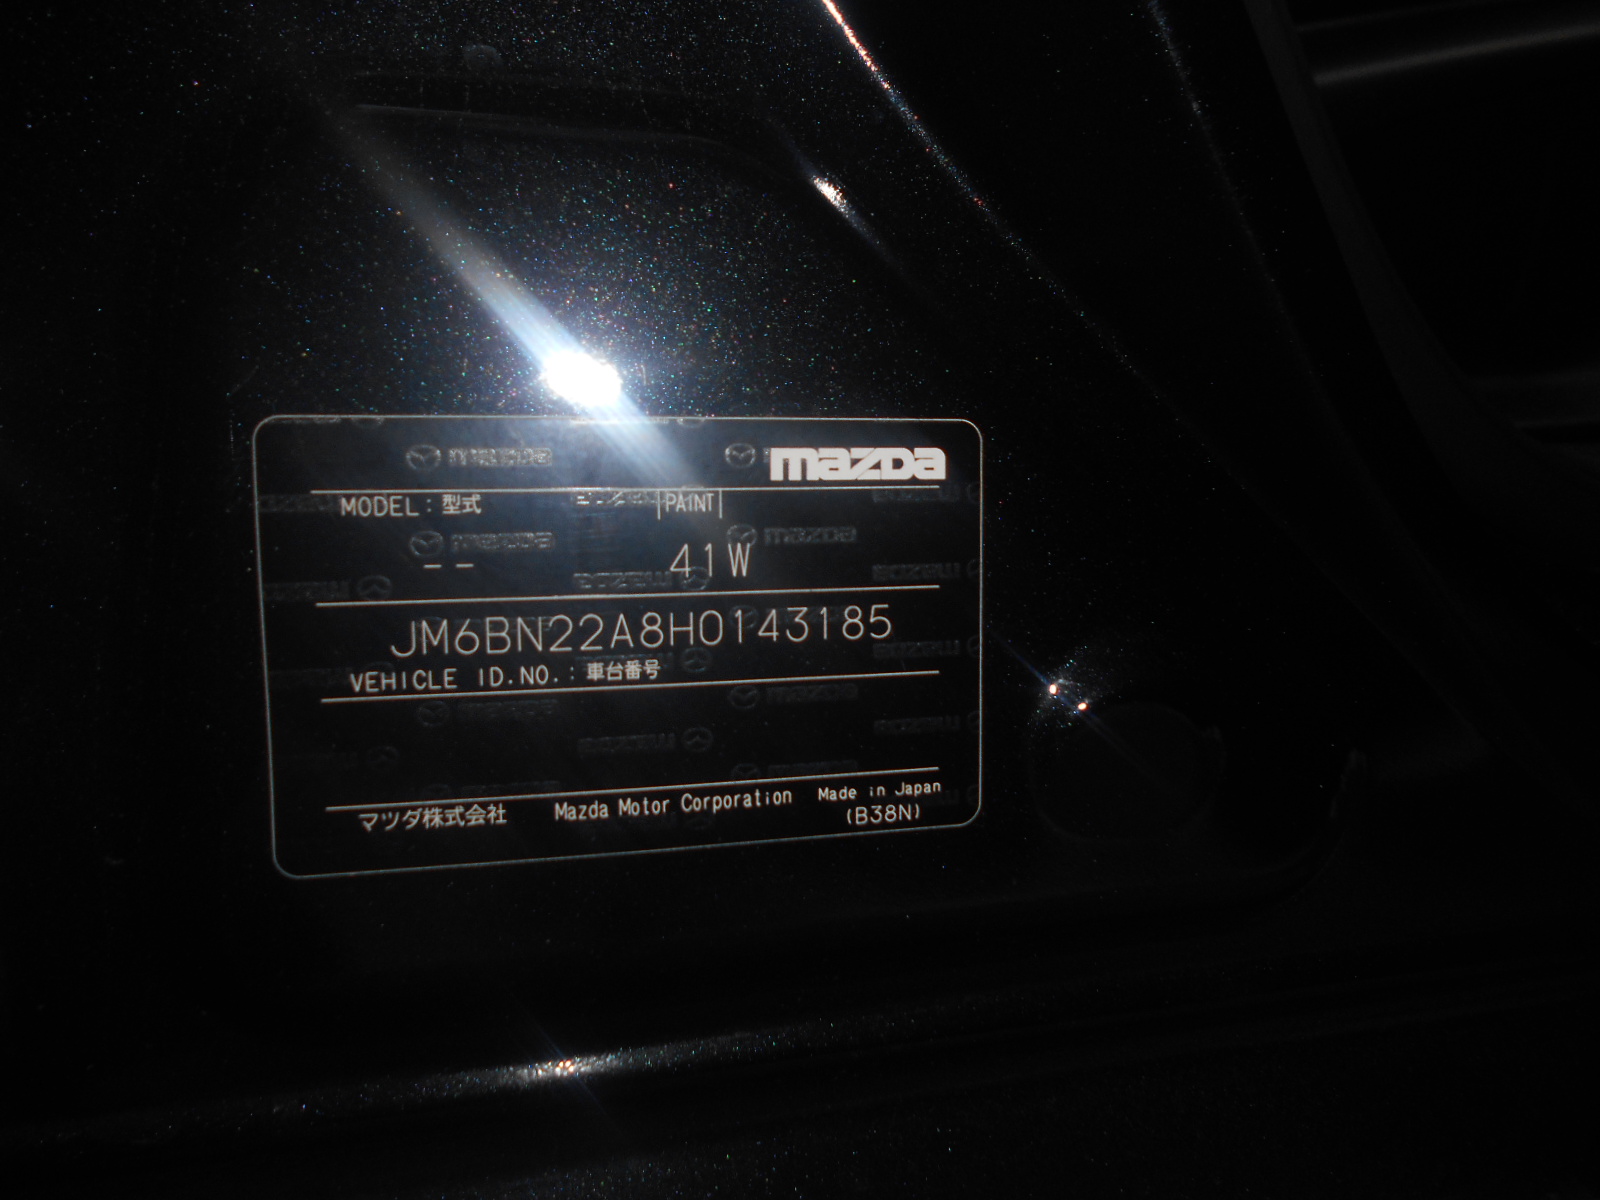 mazda
MODEL : 型式 PAINT
-- 41W
JM6BN22A8H0143185
VEHICLE ID.NO. : 車台番号
マツダ株式会社 Mazda Motor Corporation Made in Japan
(B38N)